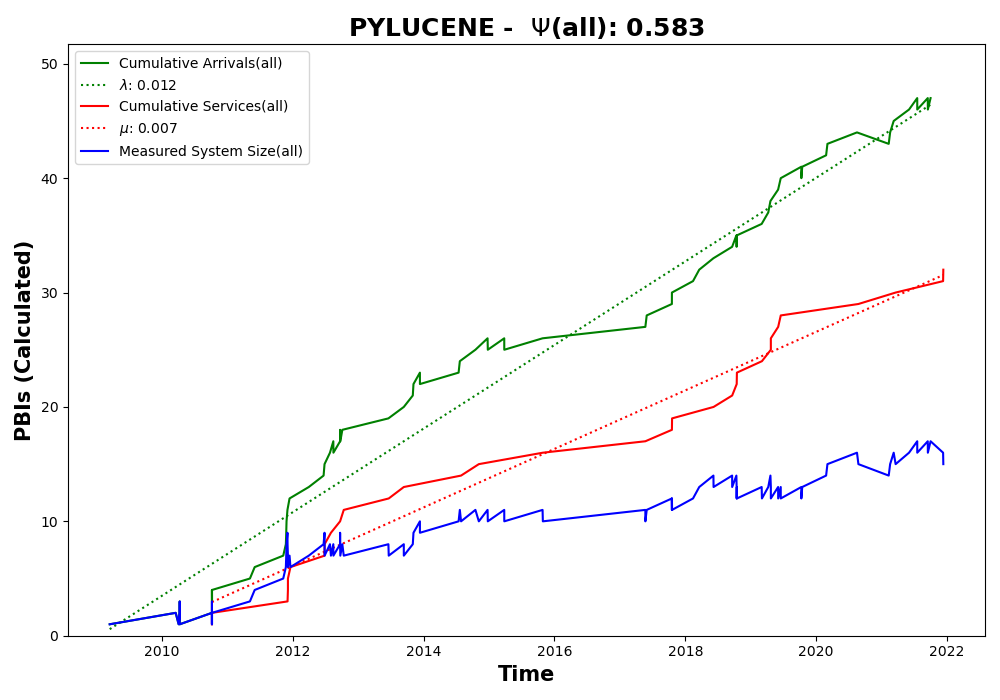 PYLUCENE -  Ψ(all): 0.583
Cumulative Arrivals(all)
λ: 0.012
Cumulative Services(all)
μ: 0.007
Measured System Size(all)
PBIs (Calculated)
50
40
30
20
10
0
2010 2012 2014 2016 2018 2020 2022
Time